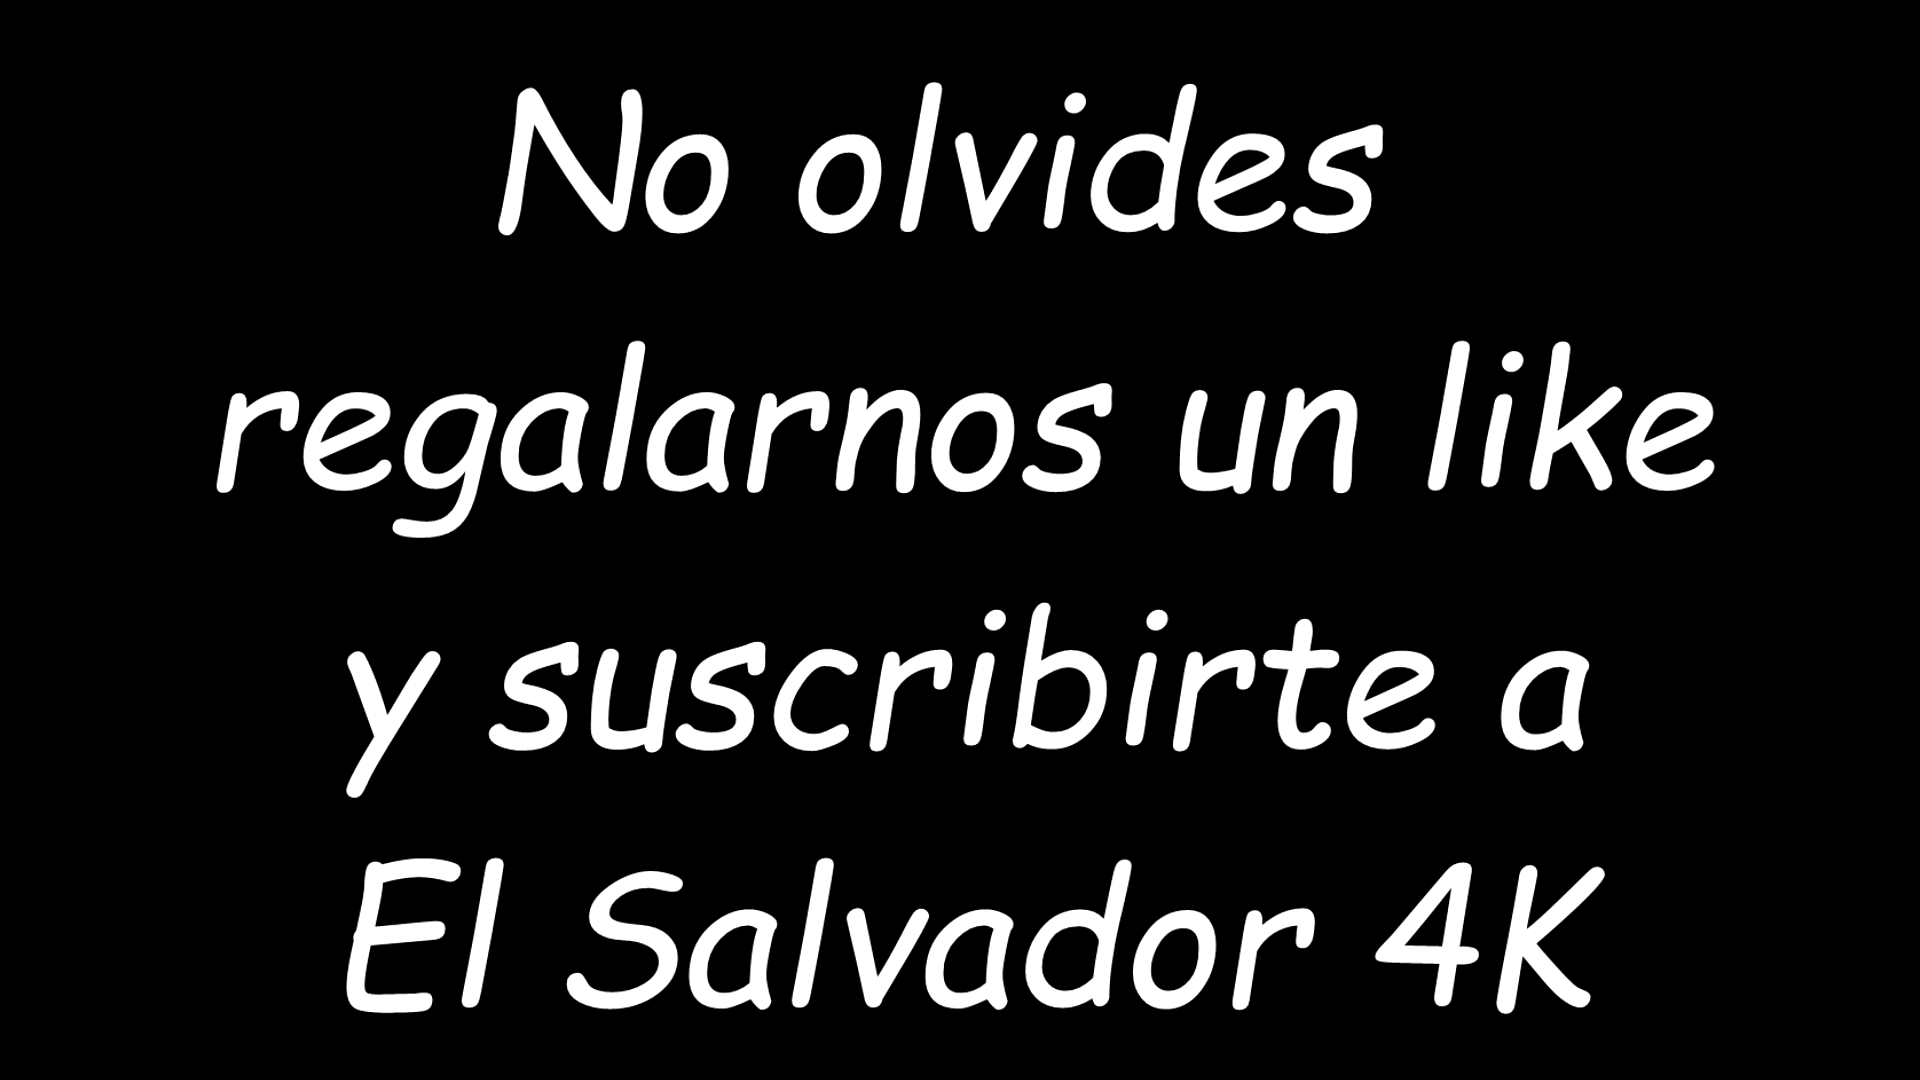 No olvides
regalarnos un like
y suscribirte a
El Salvador 4K